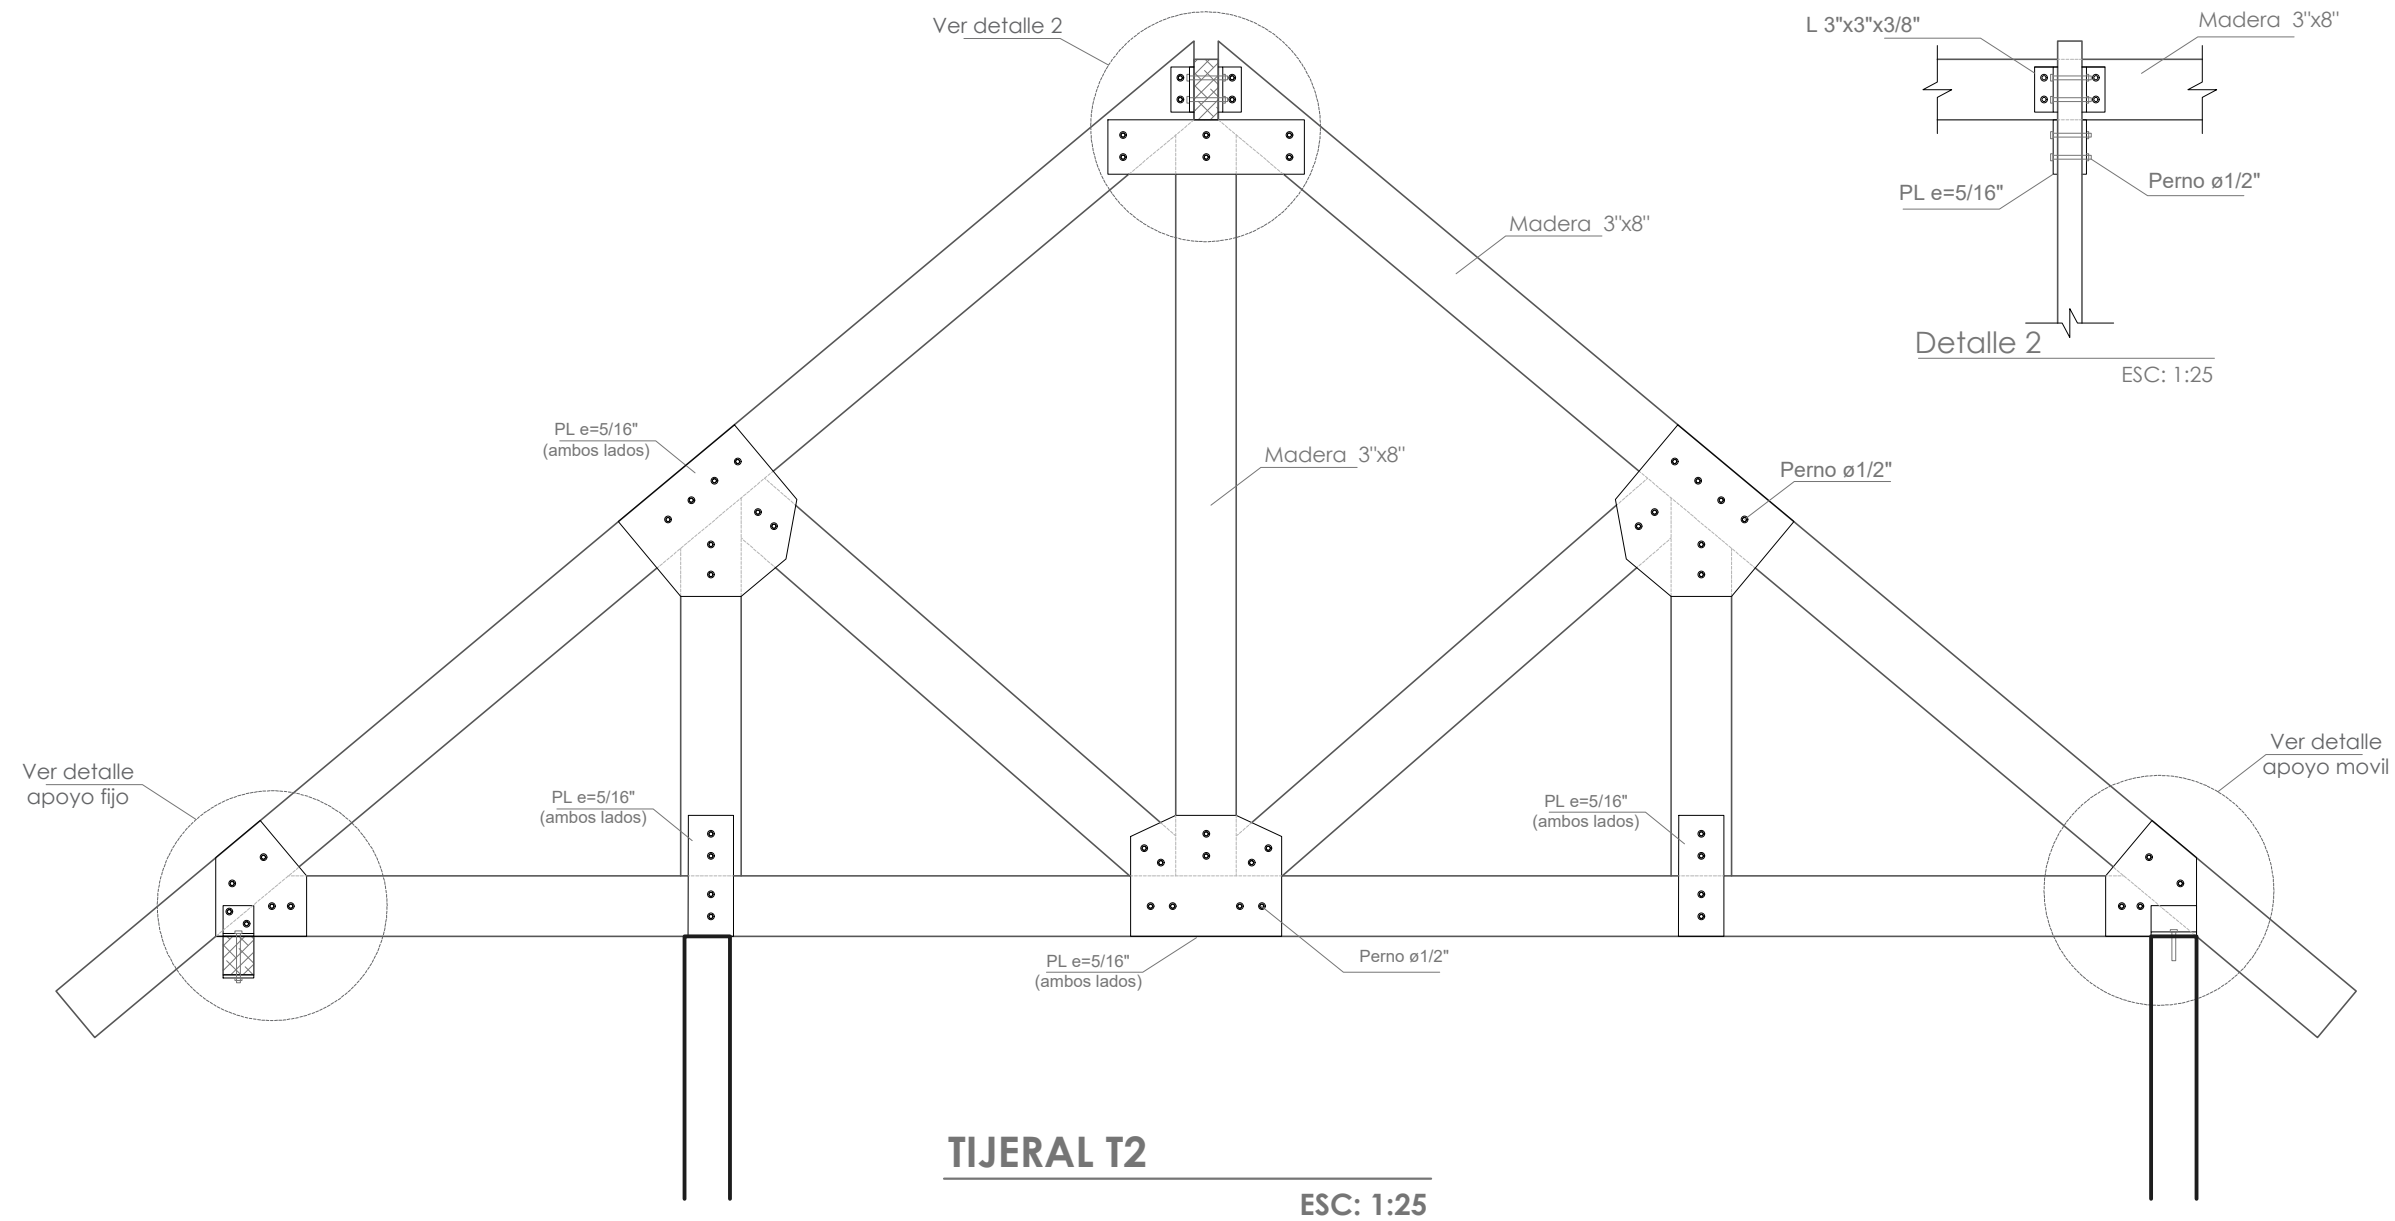 Ver detalle 2
L 3"x3"x3/8"
Madera 3"x8"
PL e=5/16"
Perno ø1/2"
Detalle 2
ESC: 1:25
Madera 3"x8"
PL e=5/16"
(ambos lados)
Madera 3"x8"
Perno ø1/2"
Ver detalle
apoyo fijo
PL e=5/16"
(ambos lados)
PL e=5/16"
(ambos lados)
Ver detalle
apoyo movil
PL e=5/16"
(ambos lados)
Perno ø1/2"
TIJERAL T2
ESC: 1:25